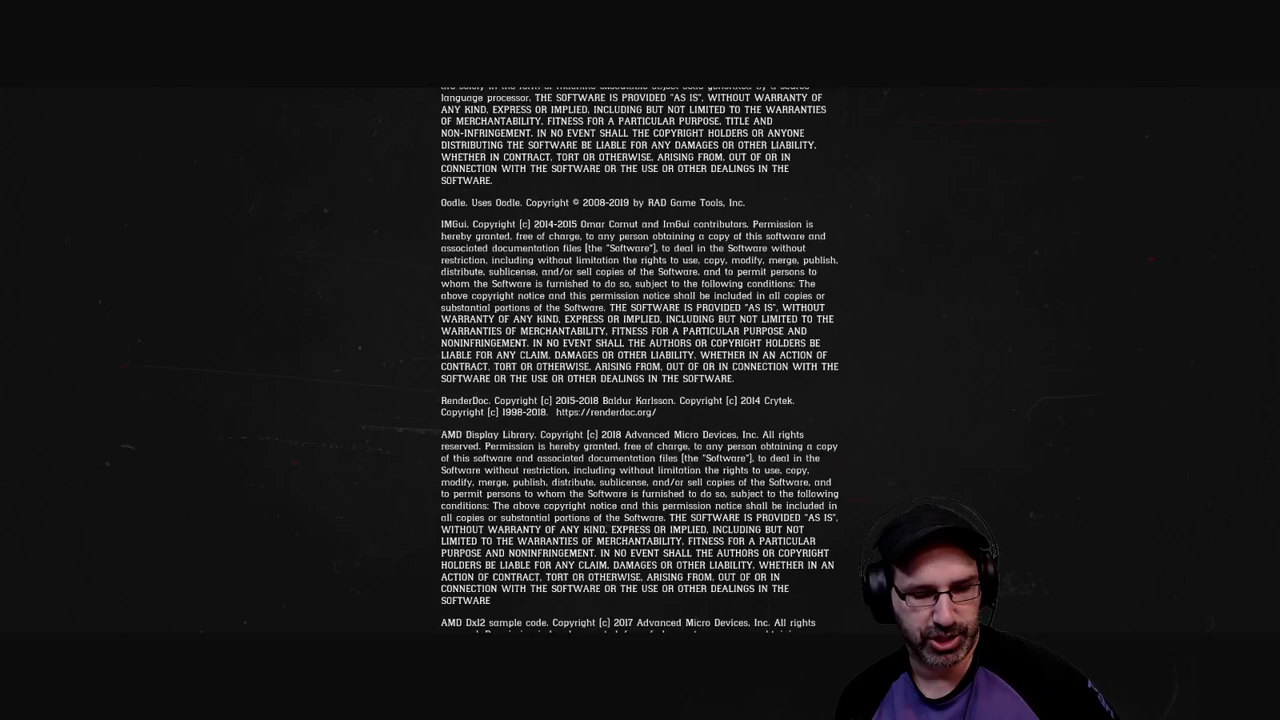 language processor. THE SOFTWARE IS PROVIDED "AS IS", WITHOUT WARRANTY OF
ANY KIND, EXPRESS OR IMPLIED, INCLUDING BUT NOT LIMITED TO THE WARRANTIES
OF MERCHANTABILITY, FITNESS FOR A PARTICULAR PURPOSE, TITLE AND
NON-INFRINGEMENT. IN NO EVENT SHALL THE COPYRIGHT HOLDERS OR ANYONE
DISTRIBUTING THE SOFTWARE BE LIABLE FOR ANY DAMAGES OR OTHER LIABILITY,
WHETHER IN CONTRACT, TORT OR OTHERWISE, ARISING FROM, OUT OF OR IN
CONNECTION WITH THE SOFTWARE OR THE USE OR OTHER DEALINGS IN THE
SOFTWARE.
Oodle. Uses Oodle. Copyright © 2008-2019 by RAD Game Tools, Inc.
IMGui. Copyright [c] 2014-2015 Omar Cornut and ImGui contributors. Permission is
hereby granted, free of charge, to any person obtaining a copy of this software and
associated documentation files [the "Software"], to deal in the Software without
restriction, including without limitation the rights to use, copy, modify, merge, publish,
distribute, sublicense, and/or sell copies of the Software, and to permit persons to
whom the Software is furnished to do so, subject to the following conditions: The
above copyright notice and this permission notice shall be included in all copies or
substantial portions of the Software. THE SOFTWARE IS PROVIDED "AS IS", WITHOUT
WARRANTY OF ANY KIND, EXPRESS OR IMPLIED, INCLUDING BUT NOT LIMITED TO THE
WARRANTIES OF MERCHANTABILITY, FITNESS FOR A PARTICULAR PURPOSE AND
NONINFRINGEMENT. IN NO EVENT SHALL THE AUTHORS OR COPYRIGHT HOLDERS BE
LIABLE FOR ANY CLAIM, DAMAGES OR OTHER LIABILITY, WHETHER IN AN ACTION OF
CONTRACT, TORT OR OTHERWISE, ARISING FROM, OUT OF OR IN CONNECTION WITH THE
SOFTWARE OR THE USE OR OTHER DEALINGS IN THE SOFTWARE.
RenderDoc. Copyright [c] 2015-2018 Baldur Karlsson. Copyright [c] 2014 Crytek.
Copyright [c] 1998-2018. https://renderdoc.org/
AMD Display Library. Copyright [c] 2018 Advanced Micro Devices, Inc. All rights
reserved. Permission is hereby granted, free of charge, to any person obtaining a copy
of this software and associated documentation files [the "Software"], to deal in the
Software without restriction, including without limitation the rights to use, copy,
modify, merge, publish, distribute, sublicense, and/or sell copies of the Software, and
to permit persons to whom the Software is furnished to do so, subject to the following
conditions: The above copyright notice and this permission notice shall be included in
all copies or substantial portions of the Software. THE SOFTWARE IS PROVIDED "AS IS",
WITHOUT WARRANTY OF ANY KIND, EXPRESS OR IMPLIED, INCLUDING BUT NOT
LIMITED TO THE WARRANTIES OF MERCHANTABILITY, FITNESS FOR A PARTICULAR
PURPOSE AND NONINFRINGEMENT. IN NO EVENT SHALL THE AUTHORS OR COPYRIGHT
HOLDERS BE LIABLE FOR ANY CLAIM, DAMAGES OR OTHER LIABILITY, WHETHER IN AN
ACTION OF CONTRACT, TORT OR OTHERWISE, ARISING FROM, OUT OF OR IN
CONNECTION WITH THE SOFTWARE OR THE USE OR OTHER DEALINGS IN THE
SOFTWARE
AMD Dx12 sample code. Copyright [c] 2017 Advanced Micro Devices, Inc. All rights